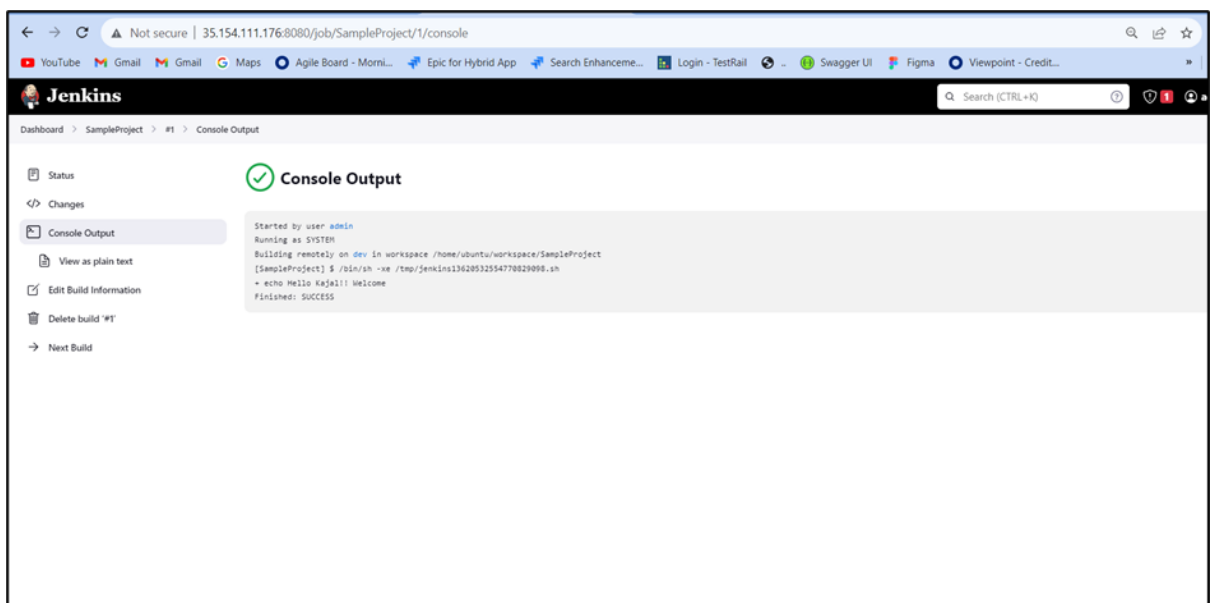 Not secure | 35.154.111.176:8080/job/SampleProject/1/console
YouTube Gmail Gmail Maps Agile Board - Morni... Epic for Hybrid App Search Enhanceme... Login - TestRail .. Swagger UI Figma Viewpoint - Credit... »
Jenkins Search (CTRL+K) 1 a
Dashboard > SampleProject > #1 > Console Output
Status
Changes
Console Output
View as plain text
Edit Build Information
Delete build '#1'
Next Build
Console Output
Started by user admin
Running as SYSTEM
Building remotely on dev in workspace /home/ubuntu/workspace/SampleProject
[SampleProject] $ /bin/sh -xe /tmp/jenkins13620532554770829098.sh
+ echo Hello Kajal!! Welcome
Finished: SUCCESS